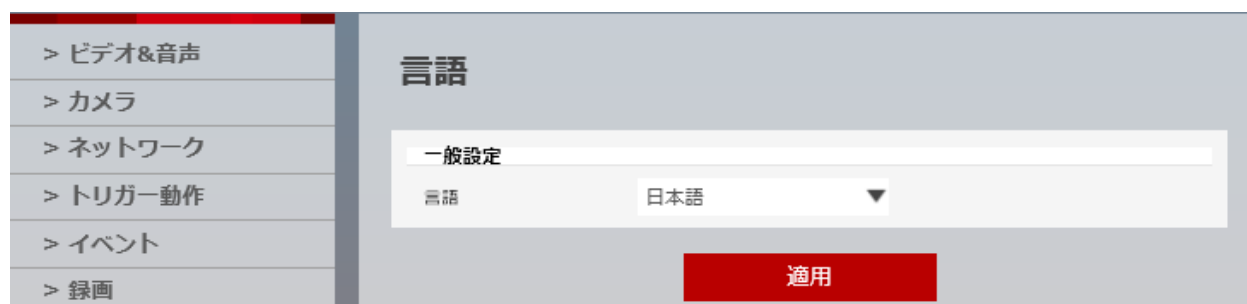 > ビデオ&音声
> カメラ
> ネットワーク
> トリガー動作
> イベント
> 録画
言語
一般設定
言語 日本語 ▼
適用